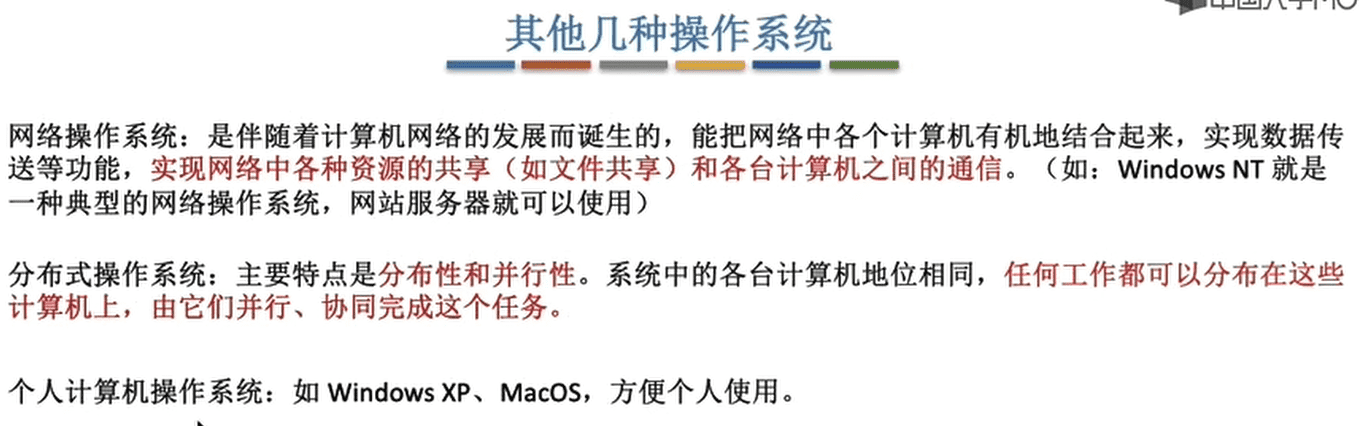 其他几种操作系统
网络操作系统：是伴随着计算机网络的发展而诞生的，能把网络中各个计算机有机地结合起来，实现数据传
送等功能，实现网络中各种资源的共享（如文件共享）和各台计算机之间的通信。（如：Windows NT 就是
一种典型的网络操作系统，网站服务器就可以使用）
分布式操作系统：主要特点是分布性和并行性。系统中的各台计算机地位相同，任何工作都可以分布在这些
计算机上，由它们并行、协同完成这个任务。
个人计算机操作系统：如 Windows XP、MacOS，方便个人使用。